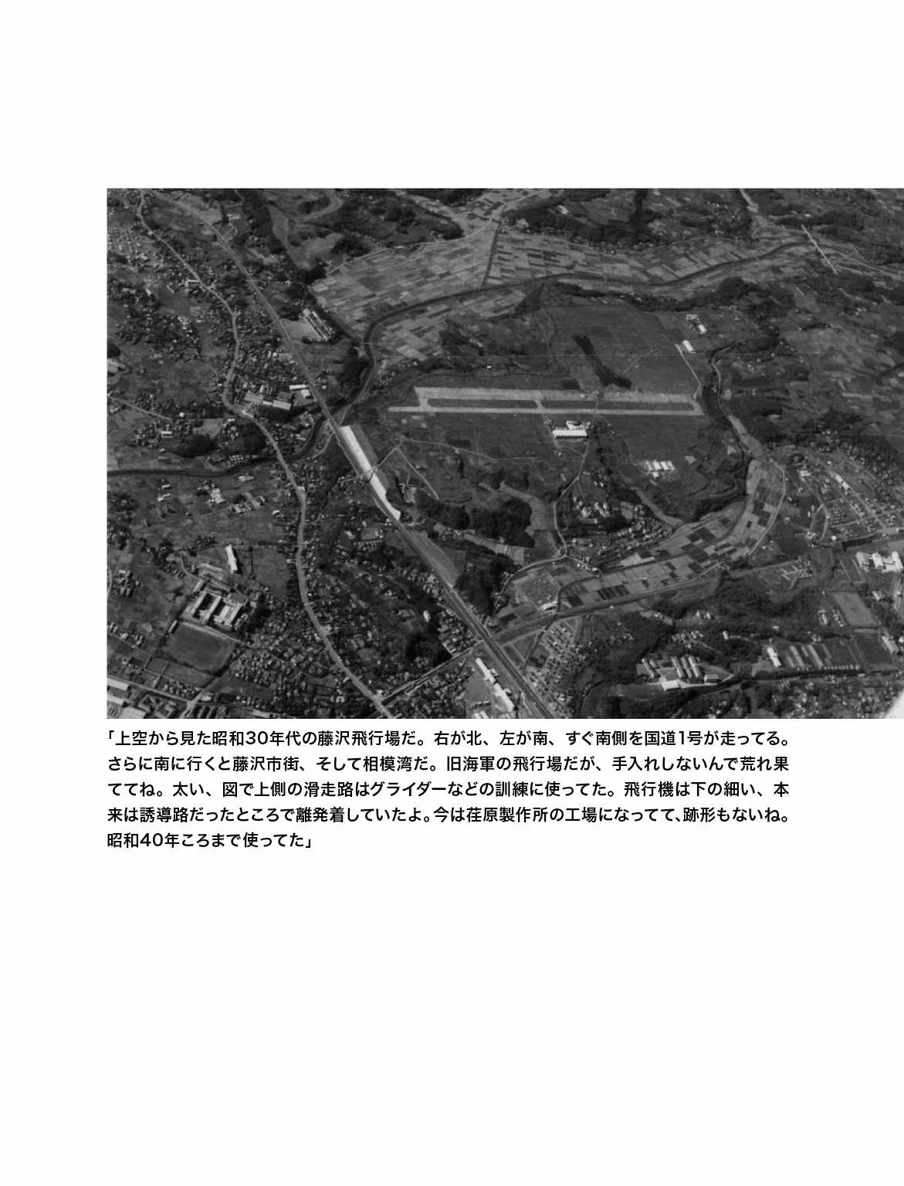 「上空から見た昭和30年代の藤沢飛行場だ。右が北、左が南、すぐ南側を国道1号が走ってる。
さらに南に行くと藤沢市街、そして相模湾だ。旧海軍の飛行場だが、手入れしないんで荒れ果
ててね。太い、図で上側の滑走路はグライダーなどの訓練に使ってた。飛行機は下の細い、本
来は誘導路だったところで離発着していたよ。今は荏原製作所の工場になってて、跡形もないね。
昭和40年ころまで使ってた」